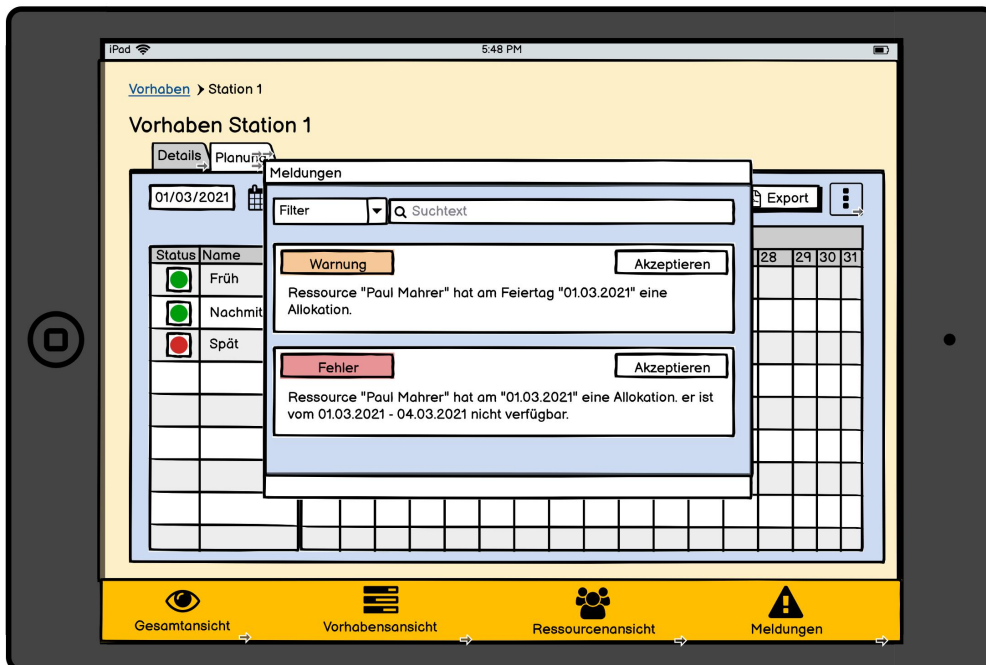 iPad
5:48 PM
Vorhaben Station 1
Vorhaben Station 1
Details
Planung
Meldungen
01/03/2021
Export
Filter
Suchtext
Status Name
28 29 30 31
Warnung
Akzeptieren
Früh
Ressource "Paul Mahrer" hat am Feiertag "01.03.2021" eine
Allokation.
Nachmit
Spät
Fehler
Akzeptieren
Ressource "Paul Mahrer" hat am "01.03.2021" eine Allokation. er ist
vom 01.03.2021 - 04.03.2021 nicht verfügbar.
Gesamtansicht
Vorhabensansicht
Ressourcenansicht
Meldungen